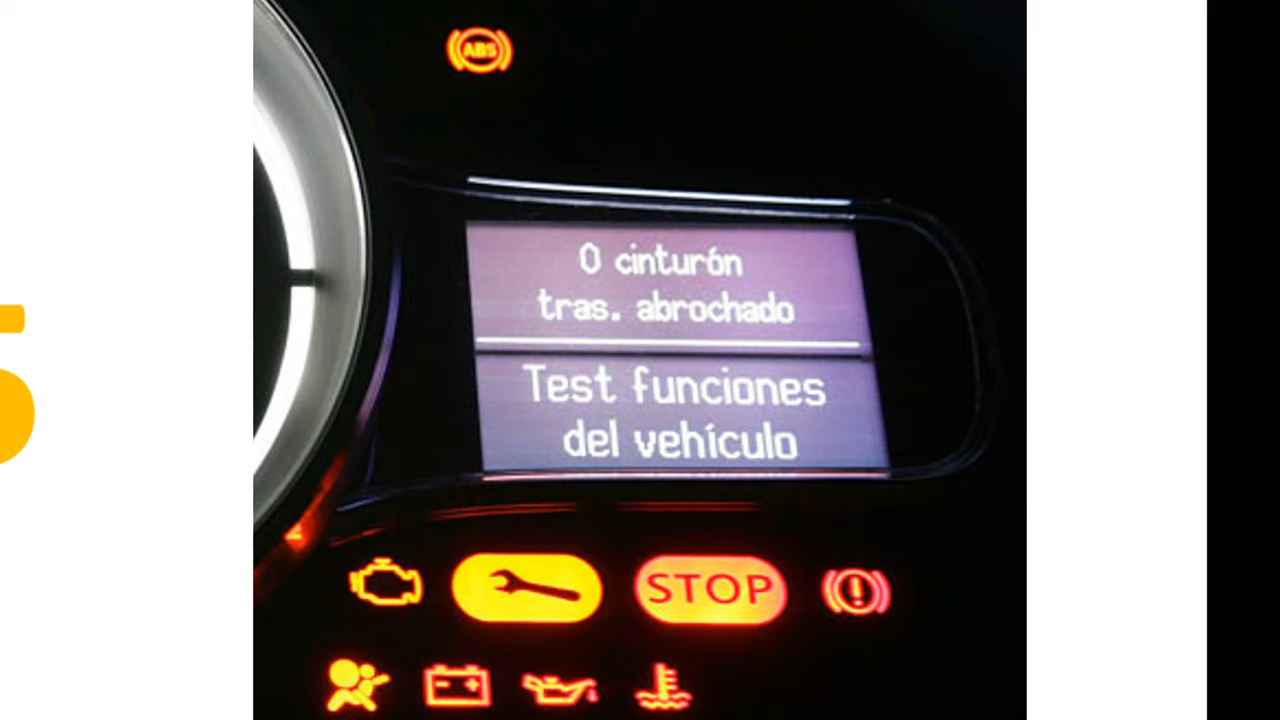 ABS
0 cinturón
tras. abrochado
Test funciones
del vehículo
STOP